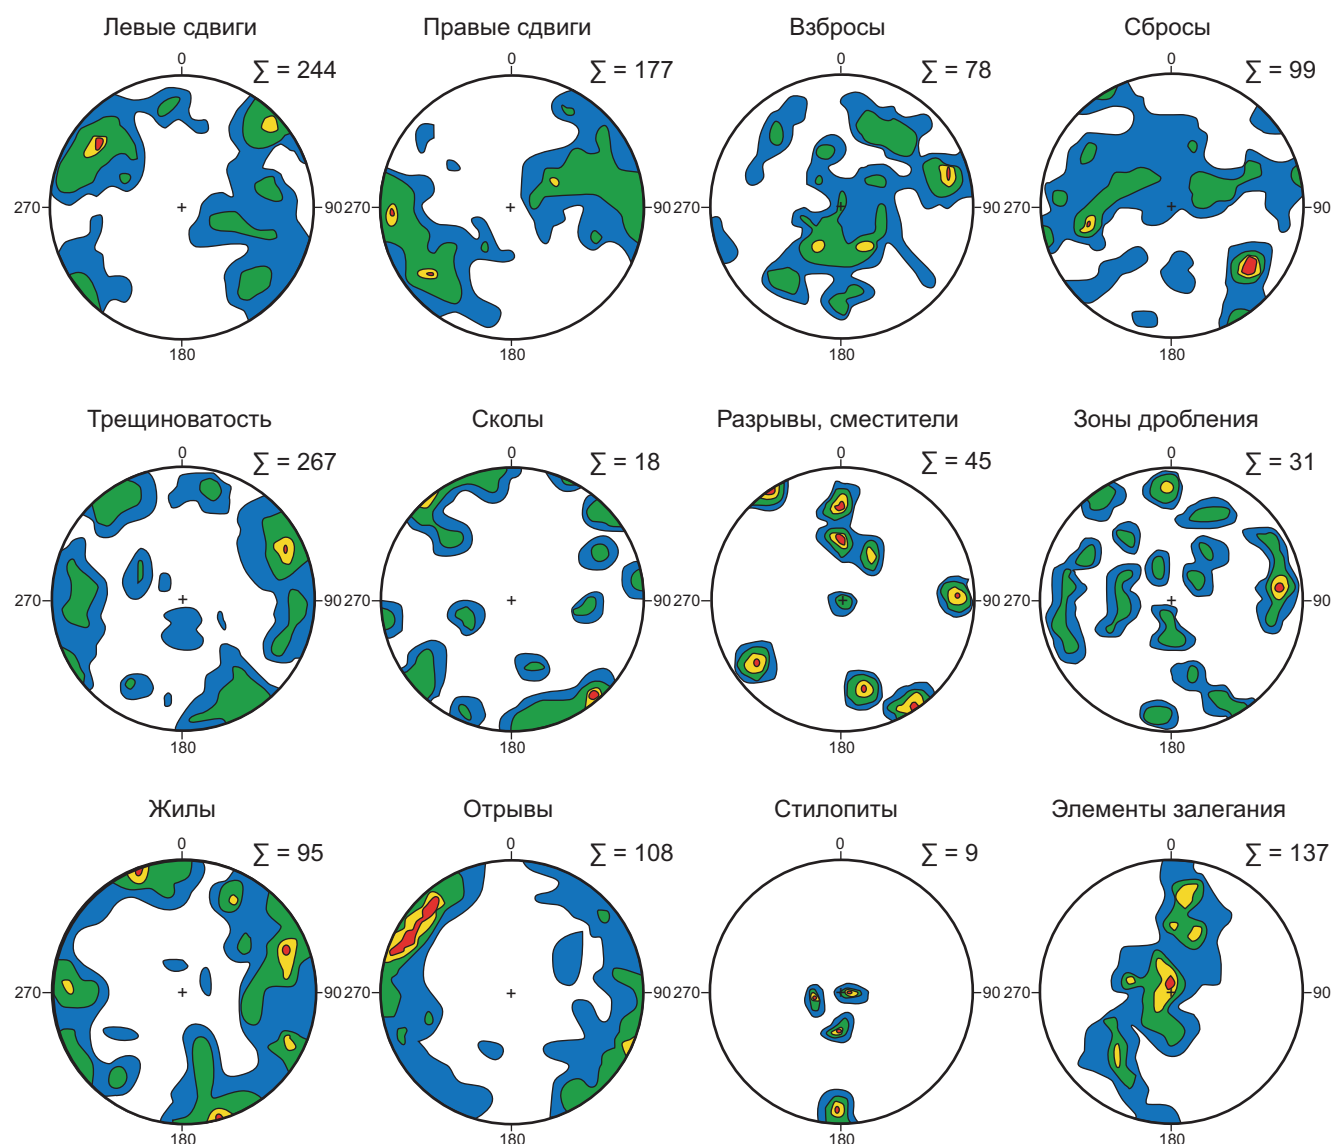 Левые сдвиги
Правые сдвиги
Взбросы
Сбросы
0
∑ = 244
0
∑ = 177
0
∑ = 78
0
∑ = 99
270
90
270
90
270
90
270
90
180
180
180
180
Трещиноватость
Сколы
Разрывы, сместители
Зоны дробления
0
∑ = 267
0
∑ = 18
0
∑ = 45
0
∑ = 31
270
90
270
90
270
90
270
90
180
180
180
180
Жилы
Отрывы
Стилопиты
Элементы залегания
0
∑ = 95
0
∑ = 108
0
∑ = 9
0
∑ = 137
270
90
270
90
270
90
270
90
180
180
180
180